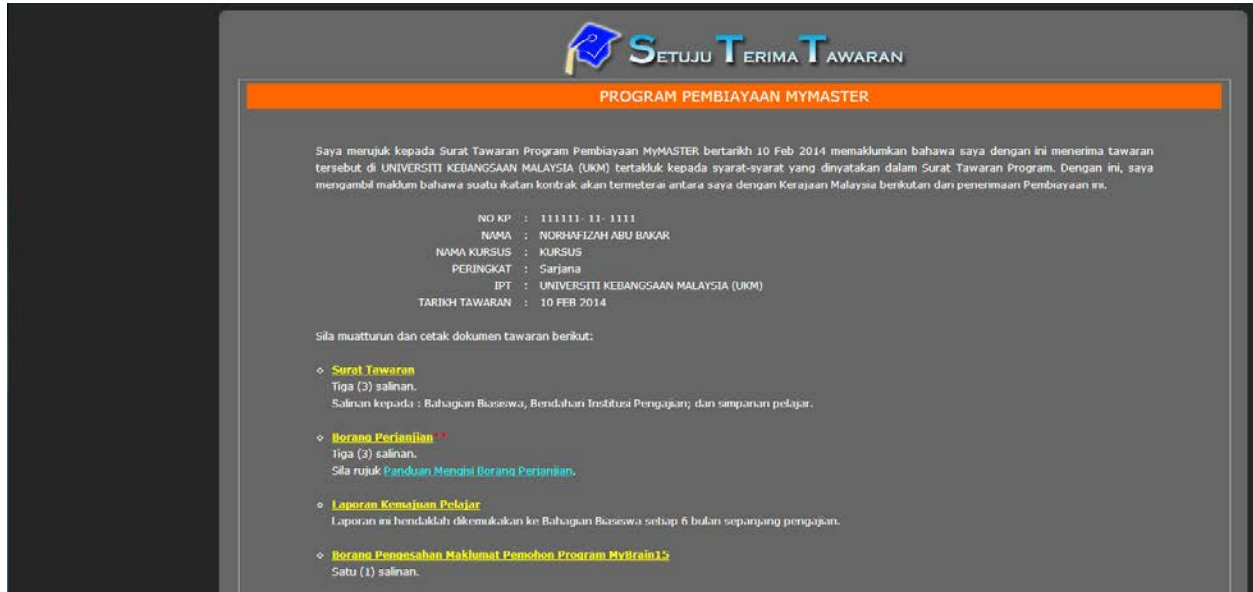 SETUJU TERIMA TAWARAN
PROGRAM PEMBIAYAAN MYMASTER
Saya merujuk kepada Surat Tawaran Program Pembiayaan MyMASTER bertarikh 10 Feb 2014 memaklumkan bahawa saya dengan ini menerima tawaran
tersebut di UNIVERSITI KEBANGSAAN MALAYSIA (UKM) tertakluk kepada syarat-syarat yang dinyatakan dalam Surat Tawaran Program. Dengan ini, saya
mengambil maklum bahawa suatu ikatan kontrak akan termeterai antara saya dengan Kerajaan Malaysia berikutan dari penerimaan Pembiayaan ini.
NO KP : 111111- 11- 1111
NAMA : NORHAFIZAH ABU BAKAR
NAMA KURSUS : KURSUS
PERINGKAT : Sarjana
IPT : UNIVERSITI KEBANGSAAN MALAYSIA (UKM)
TARIKH TAWARAN : 10 FEB 2014
Sila muatturun dan cetak dokumen tawaran berikut:
Surat Tawaran
Tiga (3) salinan.
Salinan kepada : Bahagian Biasiswa, Bendahari Institusi Pengajian; dan simpanan pelajar.
Borang Perjanjian**
Tiga (3) salinan.
Sila rujuk Panduan Mengisi Borang Perjanjian.
Laporan Kemajuan Pelajar
Laporan ini hendaklah dikemukakan ke Bahagian Biasiswa setiap 6 bulan sepanjang pengajian.
Borang Pengesahan Maklumat Pemohon Program MyBrain15
Satu (1) salinan.